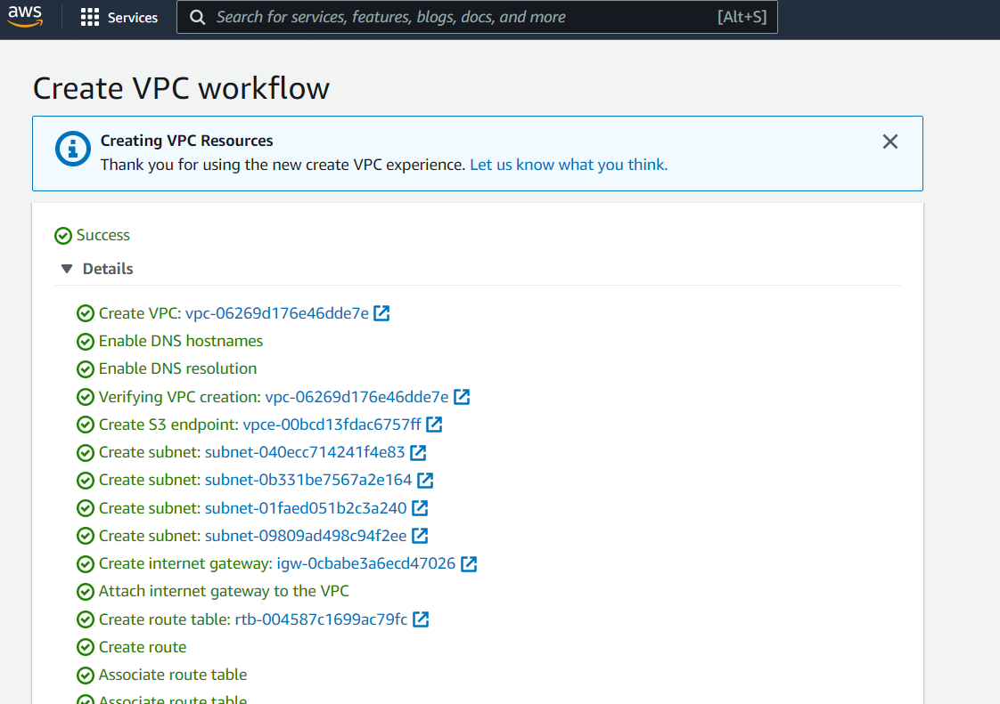 aws
Services
Search for services, features, blogs, docs, and more
[Alt+S]
Create VPC workflow
Creating VPC Resources
Thank you for using the new create VPC experience. Let us know what you think.
Success
Details
Create VPC: vpc-06269d176e46dde7e
Enable DNS hostnames
Enable DNS resolution
Verifying VPC creation: vpc-06269d176e46dde7e
Create S3 endpoint: vpce-00bcd13fdac6757ff
Create subnet: subnet-040ecc714241f4e83
Create subnet: subnet-0b331be7567a2e164
Create subnet: subnet-01faed051b2c3a240
Create subnet: subnet-09809ad498c94f2ee
Create internet gateway: igw-0cbabe3a6ecd47026
Attach internet gateway to the VPC
Create route table: rtb-004587c1699ac79fc
Create route
Associate route table
Associate route table